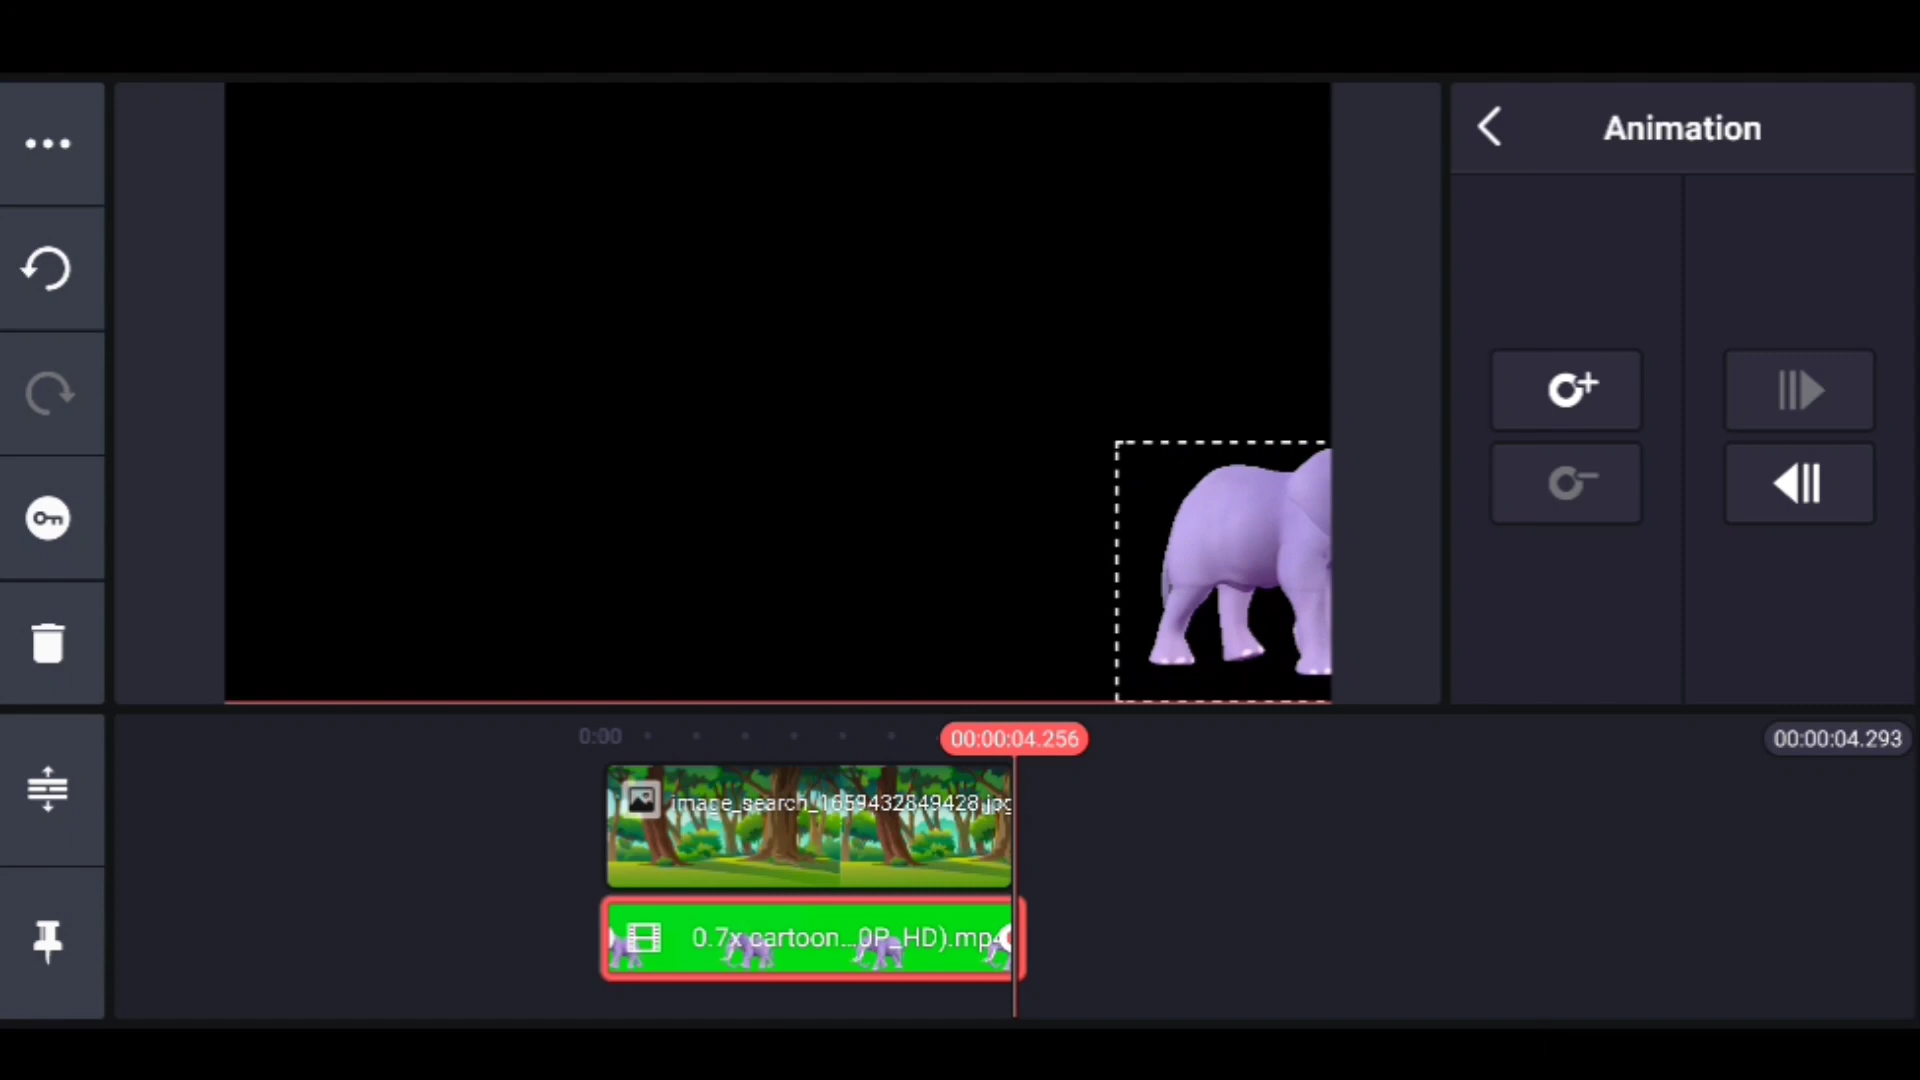 Animation
0:00
00:00:04.256
00:00:04.293
image_search_1659432849428.jpg
0.7x cartoon...0P_HD).mp4